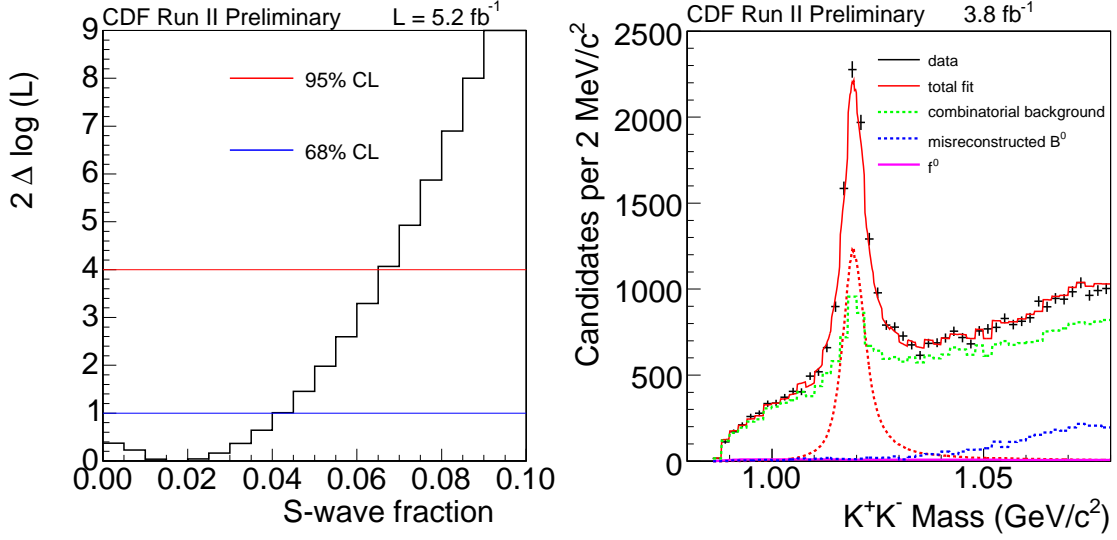 CDF Run II Preliminary L = 5.2 fb⁻¹
2 Δ log (L)
9
8
7
6
5
4
3
2
1
0
95% CL
68% CL
0.00 0.02 0.04 0.06 0.08 0.10
S-wave fraction
CDF Run II Preliminary 3.8 fb⁻¹
Candidates per 2 MeV/c²
2500
2000
1500
1000
500
0
data
total fit
combinatorial background
misreconstructed B⁰
f⁰
1.00 1.05
K⁺K⁻ Mass (GeV/c²)